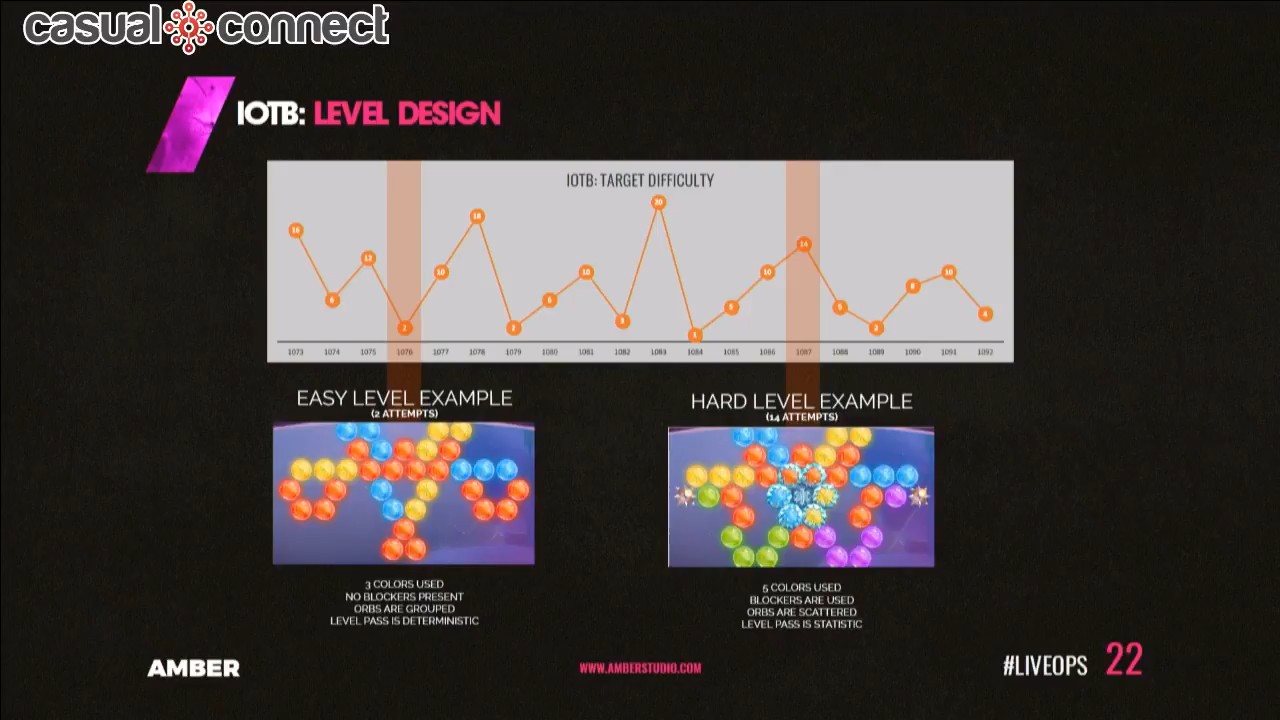 casual connect
IOTB: LEVEL DESIGN
IOTB: TARGET DIFFICULTY
16
6
12
2
10
18
2
6
10
3
20
1
5
10
14
5
2
8
10
4
1073 1074 1075 1076 1077 1078 1079 1080 1081 1082 1083 1084 1085 1086 1087 1088 1089 1090 1091 1092
EASY LEVEL EXAMPLE
(2 ATTEMPTS)
3 COLORS USED
NO BLOCKERS PRESENT
ORBS ARE GROUPED
LEVEL PASS IS DETERMINISTIC
HARD LEVEL EXAMPLE
(14 ATTEMPTS)
5 COLORS USED
BLOCKERS ARE USED
ORBS ARE SCATTERED
LEVEL PASS IS STATISTIC
AMBER
WWW.AMBERSTUDIO.COM
#LIVEOPS 22